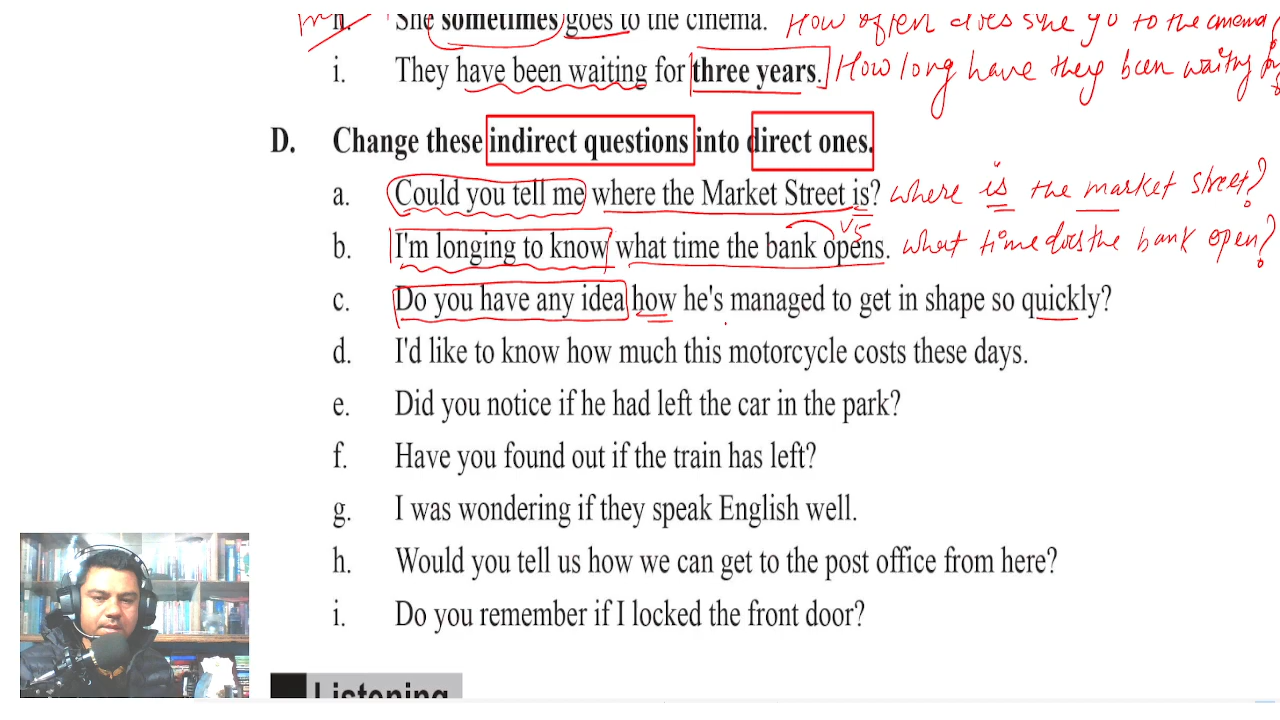 h. She sometimes goes to the cinema. How often does she go to the cinema?
i. They have been waiting for three years. How long have they been waiting
D. Change these indirect questions into direct ones.
a. Could you tell me where the Market Street is? where is the market street?
V5
b. I'm longing to know what time the bank opens. what time does the bank open?
c. Do you have any idea how he's managed to get in shape so quickly?
d. I'd like to know how much this motorcycle costs these days.
e. Did you notice if he had left the car in the park?
f. Have you found out if the train has left?
g. I was wondering if they speak English well.
h. Would you tell us how we can get to the post office from here?
i. Do you remember if I locked the front door?
Listening